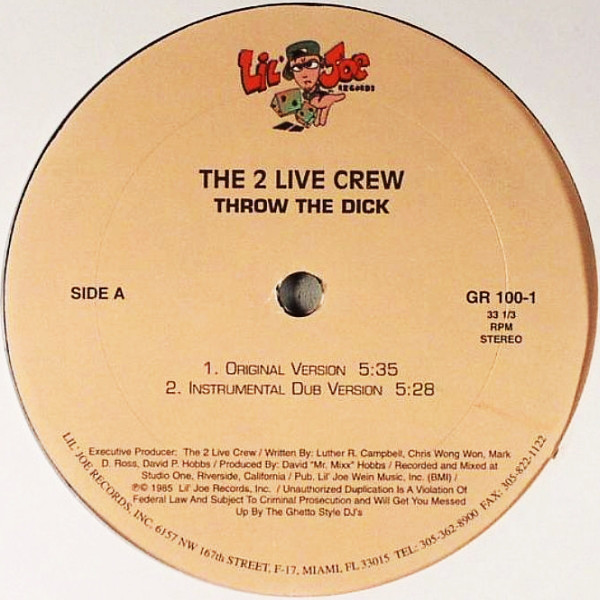 LIL' JOE
RECORDS
THE 2 LIVE CREW
THROW THE DICK
SIDE A
GR 100-1
33 1/3
RPM
STEREO
1. ORIGINAL VERSION 5:35
2. INSTRUMENTAL DUB VERSION 5:28
Executive Producer: The 2 Live Crew / Written By: Luther R. Campbell, Chris Wong Won, Mark
D. Ross, David P. Hobbs / Produced By: David "Mr. Mixx" Hobbs / Recorded and Mixed at
Studio One, Riverside, California / Pub. Lil' Joe Wein Music, Inc. (BMI) /
℗© 1985 Lil' Joe Records, Inc. / Unauthorized Duplication Is A Violation Of
Federal Law And Subject To Criminal Prosecution and Will Get You Messed
Up By The Ghetto Style DJ's
LIL' JOE RECORDS, INC. 6157 NW 167th STREET, F-17, MIAMI, FL 33015 TEL: 305-362-8900 FAX: 305-822-1122